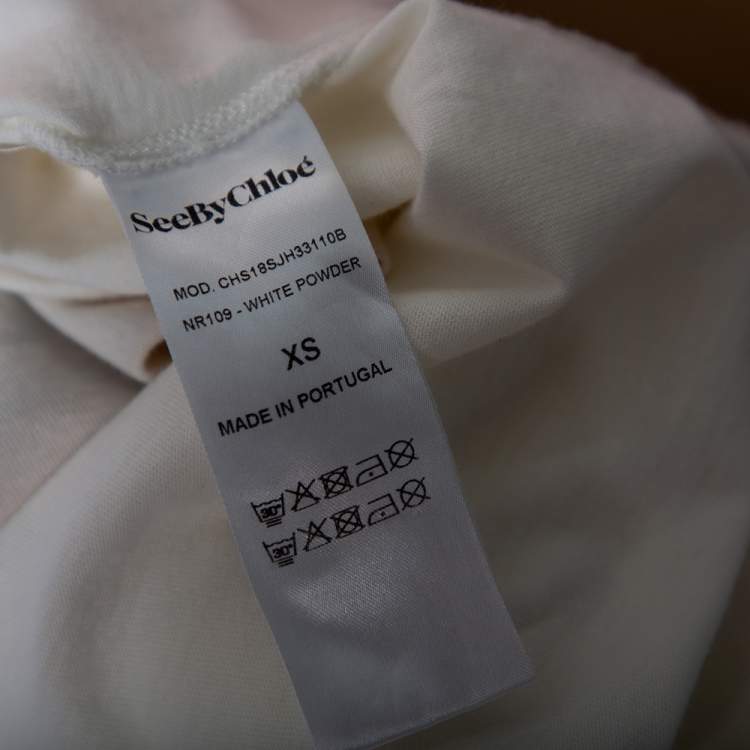 SeeByChloé
MOD. CHS18SJH33110B
NR109 - WHITE POWDER
XS
MADE IN PORTUGAL
30°
30°